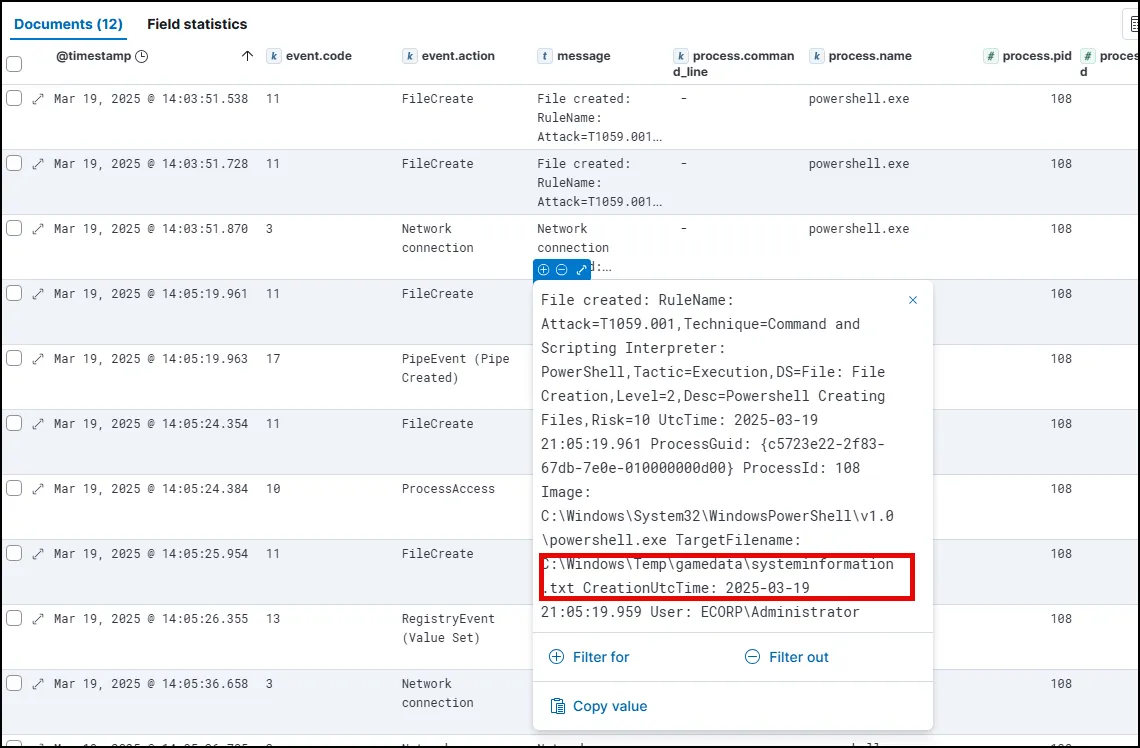 Documents (12) Field statistics
@timestamp k event.code k event.action t message k process.comman k process.name # process.pid # proces
d_line d
Mar 19, 2025 @ 14:03:51.538 11 FileCreate File created: - powershell.exe 108
RuleName:
Attack=T1059.001…
Mar 19, 2025 @ 14:03:51.728 11 FileCreate File created: - powershell.exe 108
RuleName:
Attack=T1059.001…
Mar 19, 2025 @ 14:03:51.870 3 Network Network - powershell.exe 108
connection connection
d:…
Mar 19, 2025 @ 14:05:19.961 11 FileCreate 108
Mar 19, 2025 @ 14:05:19.963 17 PipeEvent (Pipe 108
Created)
Mar 19, 2025 @ 14:05:24.354 11 FileCreate 108
Mar 19, 2025 @ 14:05:24.384 10 ProcessAccess 108
Mar 19, 2025 @ 14:05:25.954 11 FileCreate 108
Mar 19, 2025 @ 14:05:26.355 13 RegistryEvent 108
(Value Set)
Mar 19, 2025 @ 14:05:36.658 3 Network 108
connection
File created: RuleName:
Attack=T1059.001,Technique=Command and
Scripting Interpreter:
PowerShell,Tactic=Execution,DS=File: File
Creation,Level=2,Desc=Powershell Creating
Files,Risk=10 UtcTime: 2025-03-19
21:05:19.961 ProcessGuid: {c5723e22-2f83-
67db-7e0e-010000000d00} ProcessId: 108
Image:
C:\Windows\System32\WindowsPowerShell\v1.0
\powershell.exe TargetFilename:
C:\Windows\Temp\gamedata\systeminformation
.txt CreationUtcTime: 2025-03-19
21:05:19.959 User: ECORP\Administrator
Filter for Filter out
Copy value